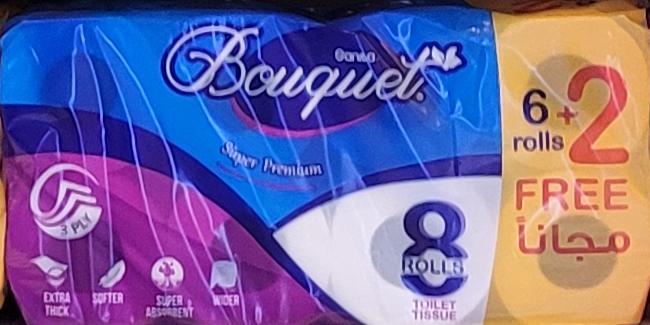 Sanita
Bouquet.
Super Premium
3 PLY
EXTRA
THICK
SOFTER
SUPER
ABSORBENT
WIDER
8
ROLLS
TOILET
TISSUE
6+2
rolls
FREE
مجاناً